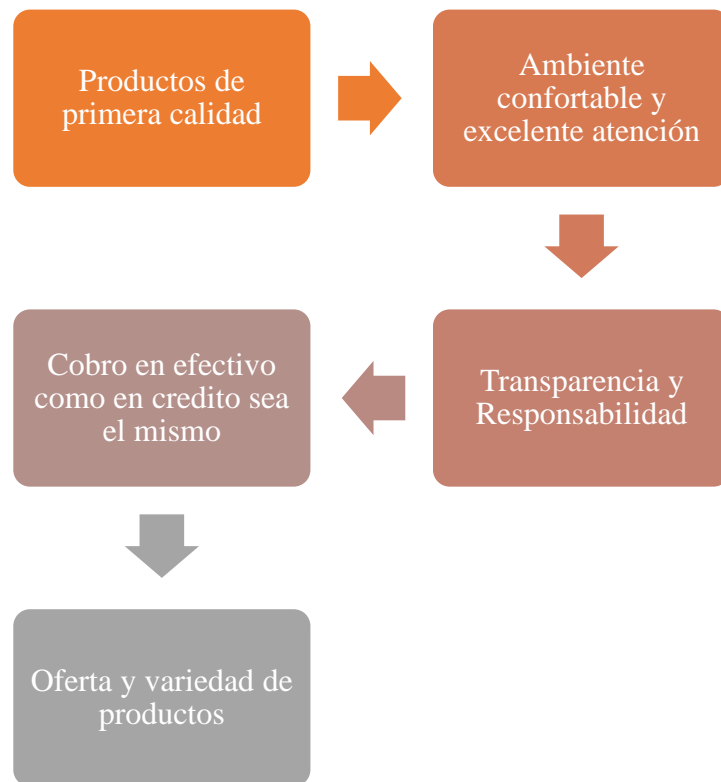 Productos de
primera calidad
Ambiente
confortable y
excelente atención
Transparencia y
Responsabilidad
Cobro en efectivo
como en credito sea
el mismo
Oferta y variedad de
productos